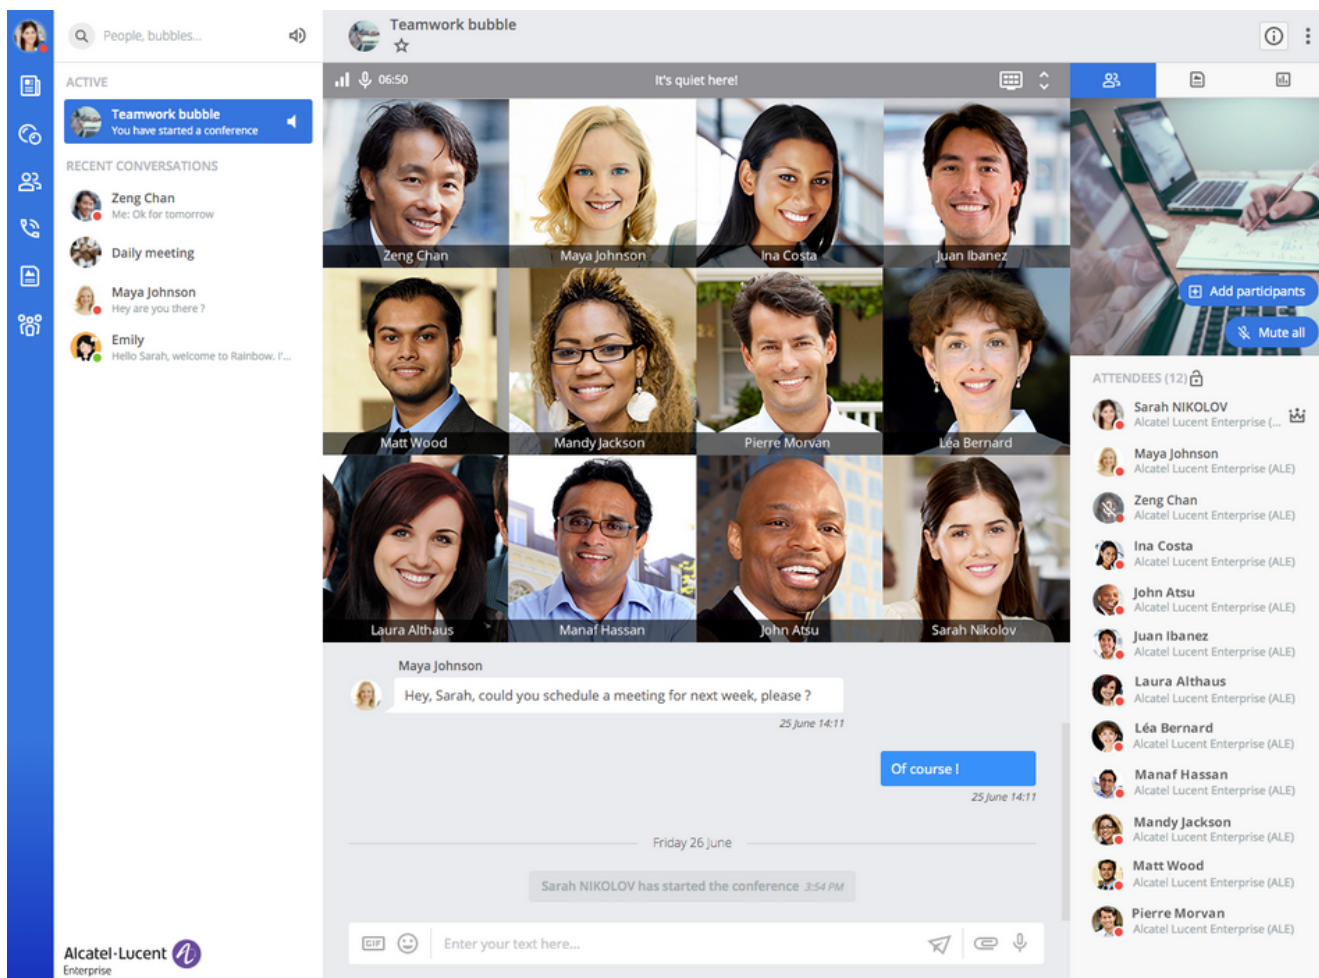 People, bubbles...
ACTIVE
Teamwork bubble
You have started a conference
RECENT CONVERSATIONS
Zeng Chan
Me: Ok for tomorrow
Daily meeting
Maya Johnson
Hey are you there ?
Emily
Hello Sarah, welcome to Rainbow. I'...
Alcatel·Lucent
Enterprise
Teamwork bubble
06:50
It's quiet here!
Zeng Chan
Maya Johnson
Ina Costa
Juan Ibanez
Matt Wood
Mandy Jackson
Pierre Morvan
Léa Bernard
Laura Althaus
Manaf Hassan
John Atsu
Sarah Nikolov
Maya Johnson
Hey, Sarah, could you schedule a meeting for next week, please ?
25 June 14:11
Of course !
25 June 14:11
Friday 26 June
Sarah NIKOLOV has started the conference 3:54 PM
GIF
Enter your text here...
Add participants
Mute all
ATTENDEES (12)
Sarah NIKOLOV
Alcatel Lucent Enterprise (...
Maya Johnson
Alcatel Lucent Enterprise (ALE)
Zeng Chan
Alcatel Lucent Enterprise (ALE)
Ina Costa
Alcatel Lucent Enterprise (ALE)
John Atsu
Alcatel Lucent Enterprise (ALE)
Juan Ibanez
Alcatel Lucent Enterprise (ALE)
Laura Althaus
Alcatel Lucent Enterprise (ALE)
Léa Bernard
Alcatel Lucent Enterprise (ALE)
Manaf Hassan
Alcatel Lucent Enterprise (ALE)
Mandy Jackson
Alcatel Lucent Enterprise (ALE)
Matt Wood
Alcatel Lucent Enterprise (ALE)
Pierre Morvan
Alcatel Lucent Enterprise (ALE)